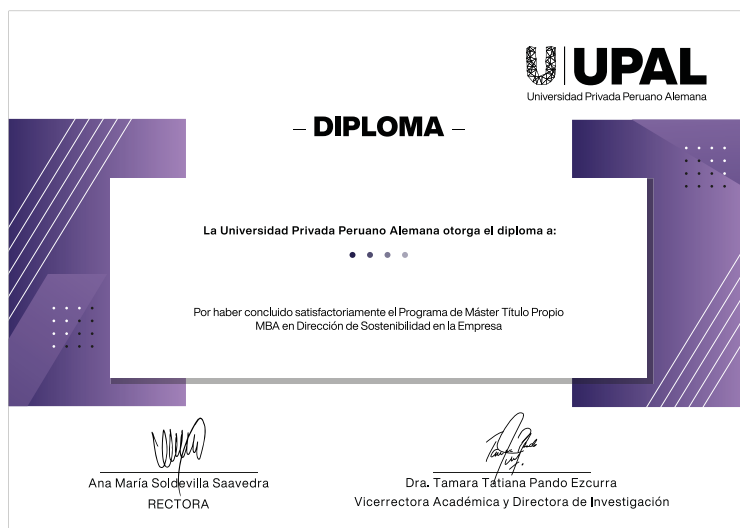 UPAL
Universidad Privada Peruano Alemana
– DIPLOMA –
La Universidad Privada Peruano Alemana otorga el diploma a:
Por haber concluido satisfactoriamente el Programa de Máster Título Propio
MBA en Dirección de Sostenibilidad en la Empresa
Ana María Soldevilla Saavedra
RECTORA
Dra. Tamara Tatiana Pando Ezcurra
Vicerrectora Académica y Directora de Investigación